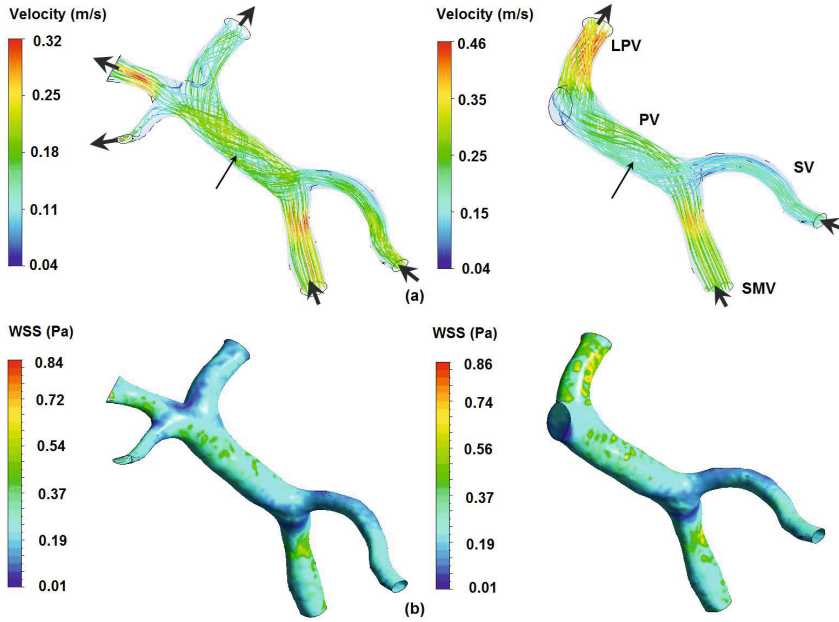 Velocity (m/s)
0.32
0.25
0.18
0.11
0.04
Velocity (m/s)
0.46
0.35
0.25
0.15
0.04
LPV
PV
SV
SMV
(a)
WSS (Pa)
0.84
0.72
0.54
0.37
0.19
0.01
WSS (Pa)
0.86
0.74
0.56
0.37
0.19
0.01
(b)